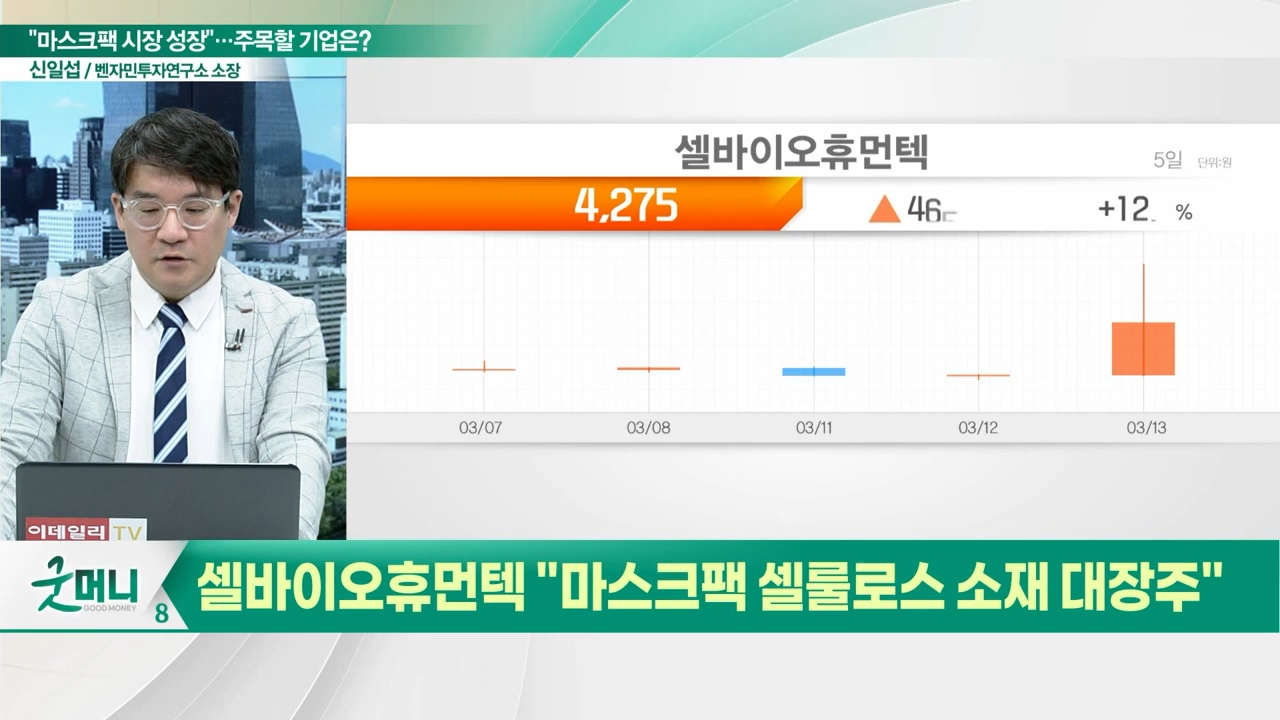 "마스크팩 시장 성장"…주목할 기업은?
신일섭 / 벤자민투자연구소 소장
셀바이오휴먼텍
5일 단위:원
4,275 ▲ +12 %
03/07 03/08 03/11 03/12 03/13
이데일리 TV
굿머니
GOOD MONEY
8
셀바이오휴먼텍 "마스크팩 셀룰로스 소재 대장주"